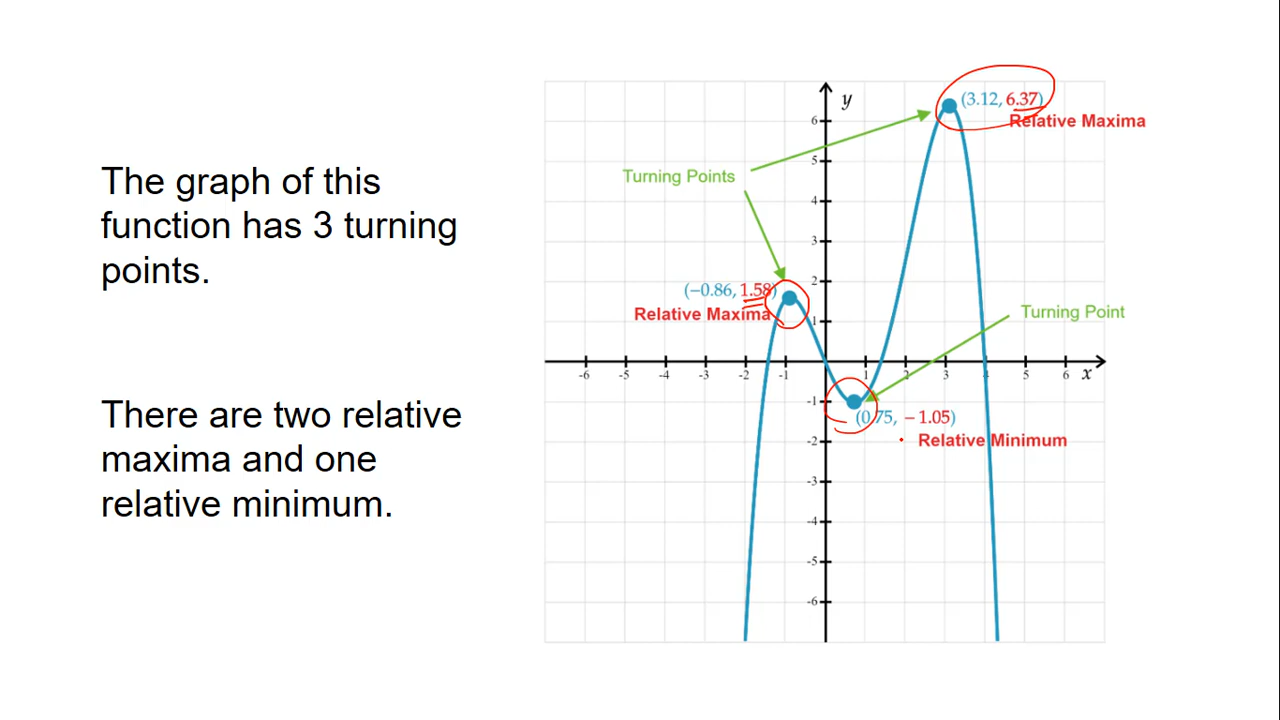 The graph of this
function has 3 turning
points.
There are two relative
maxima and one
relative minimum.
y
(3.12, 6.37)
Relative Maxima
Turning Points
(−0.86, 1.58)
Relative Maxima
Turning Point
(0.75, − 1.05)
Relative Minimum
6
5
4
3
2
1
-6 -5 -4 -3 -2 -1 1 2 3 4 5 6 x
-1
-2
-3
-4
-5
-6